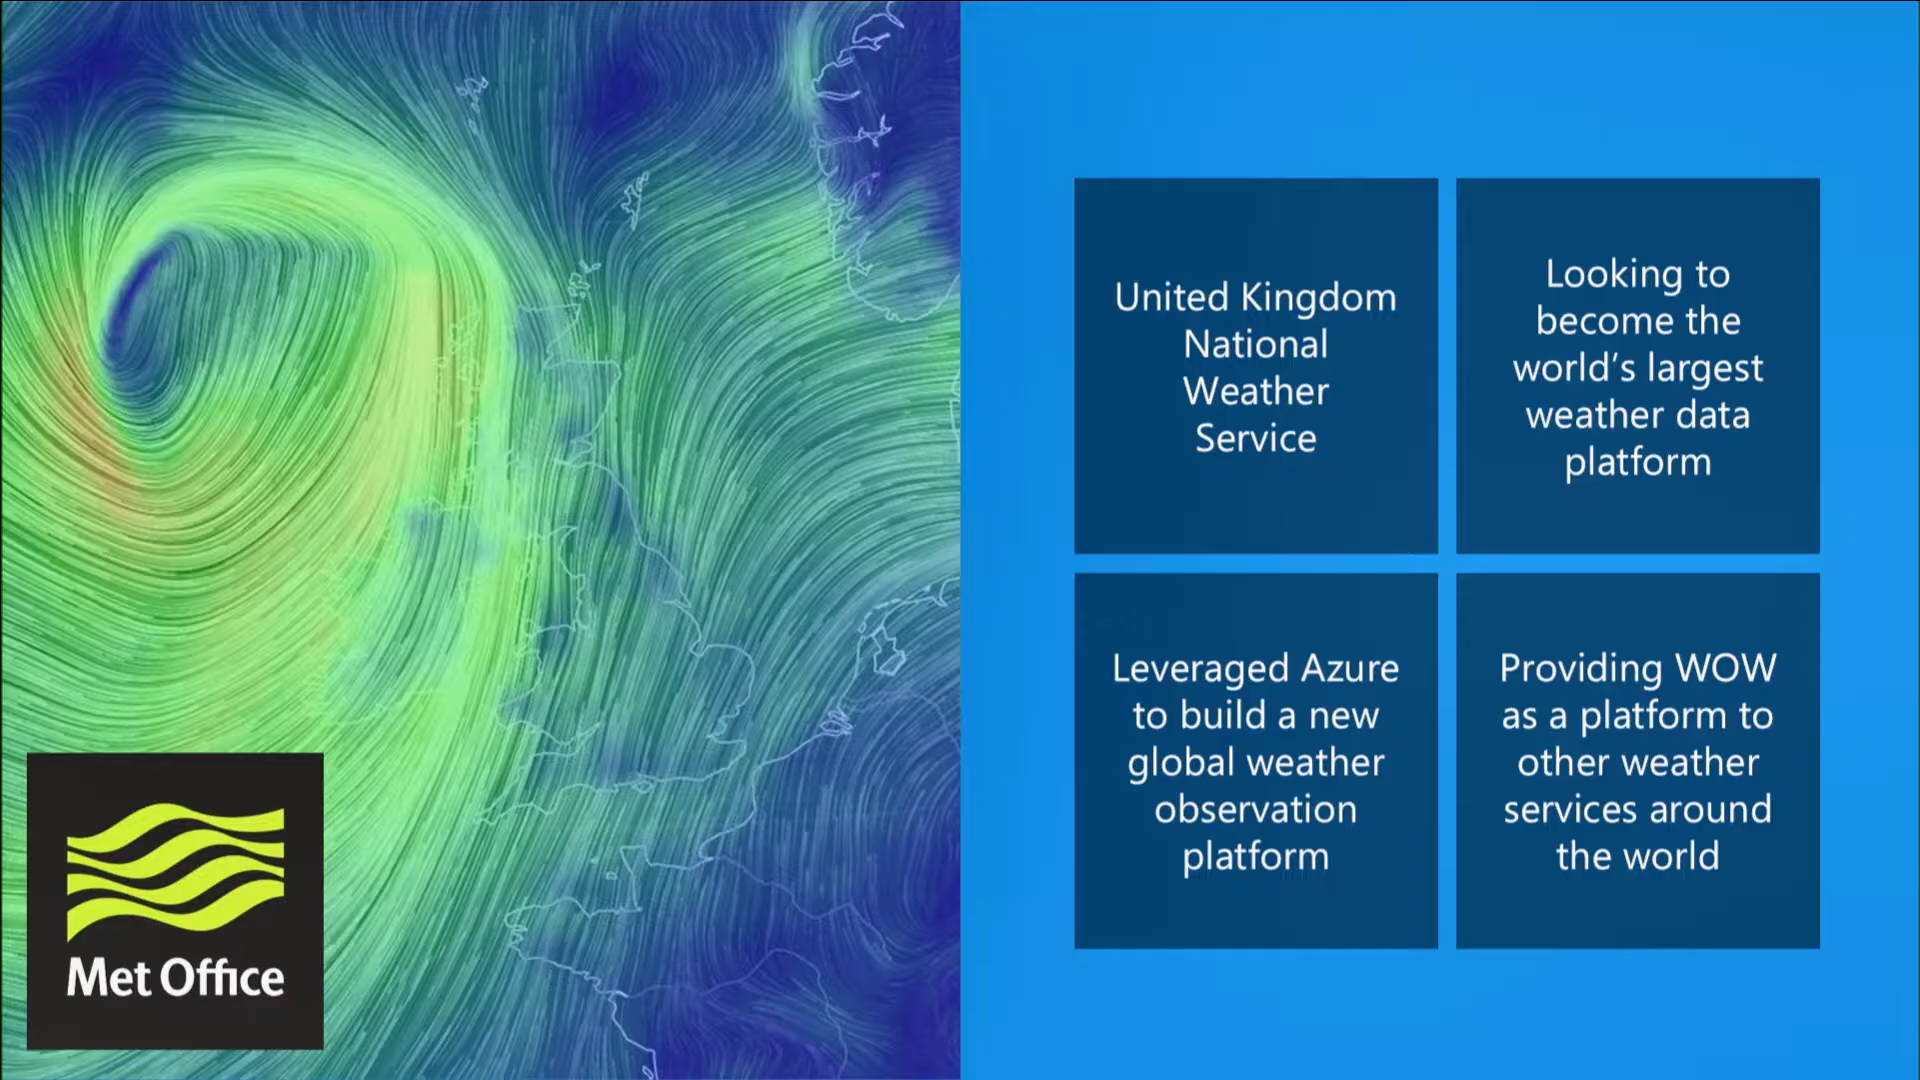 United Kingdom
National
Weather
Service
Looking to
become the
world’s largest
weather data
platform
Leveraged Azure
to build a new
global weather
observation
platform
Providing WOW
as a platform to
other weather
services around
the world
Met Office